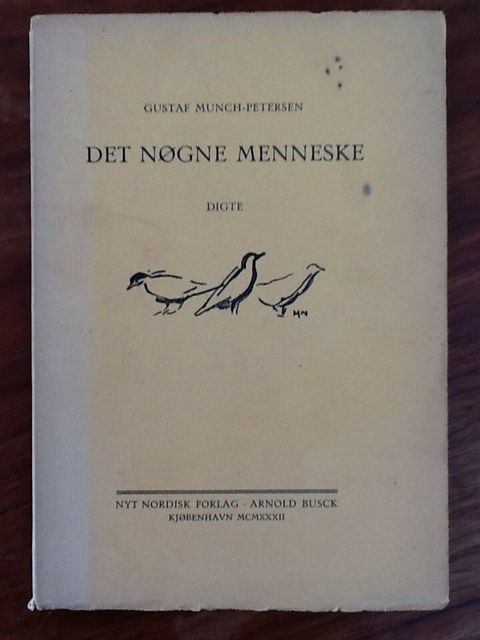 GUSTAF MUNCH-PETERSEN
DET NØGNE MENNESKE
DIGTE
HN
NYT NORDISK FORLAG · ARNOLD BUSCK
KJØBENHAVN MCMXXXII